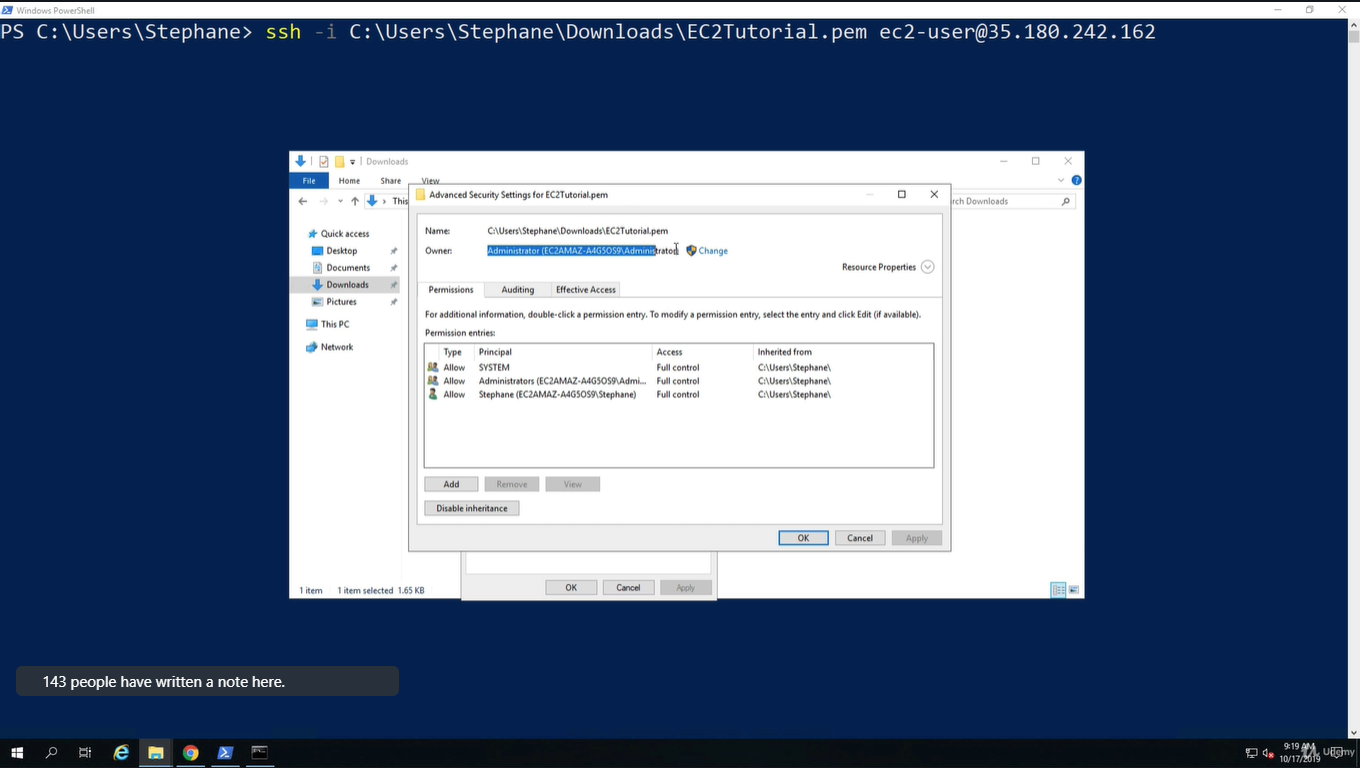 Windows PowerShell
PS C:\Users\Stephane> ssh -i C:\Users\Stephane\Downloads\EC2Tutorial.pem ec2-user@35.180.242.162
Downloads
File Home Share View
This
rch Downloads
Quick access
Desktop
Documents
Downloads
Pictures
This PC
Network
1 item 1 item selected 1.65 KB
Advanced Security Settings for EC2Tutorial.pem
Name: C:\Users\Stephane\Downloads\EC2Tutorial.pem
Owner: Administrator (EC2AMAZ-A4G5OS9\Administrator) Change
Resource Properties
Permissions Auditing Effective Access
For additional information, double-click a permission entry. To modify a permission entry, select the entry and click Edit (if available).
Permission entries:
Type Principal Access Inherited from
Allow SYSTEM Full control C:\Users\Stephane\
Allow Administrators (EC2AMAZ-A4G5OS9\Admi... Full control C:\Users\Stephane\
Allow Stephane (EC2AMAZ-A4G5OS9\Stephane) Full control C:\Users\Stephane\
Add Remove View
Disable inheritance
OK Cancel Apply
OK Cancel Apply
143 people have written a note here.
9:19 AM
10/17/2019
Udemy